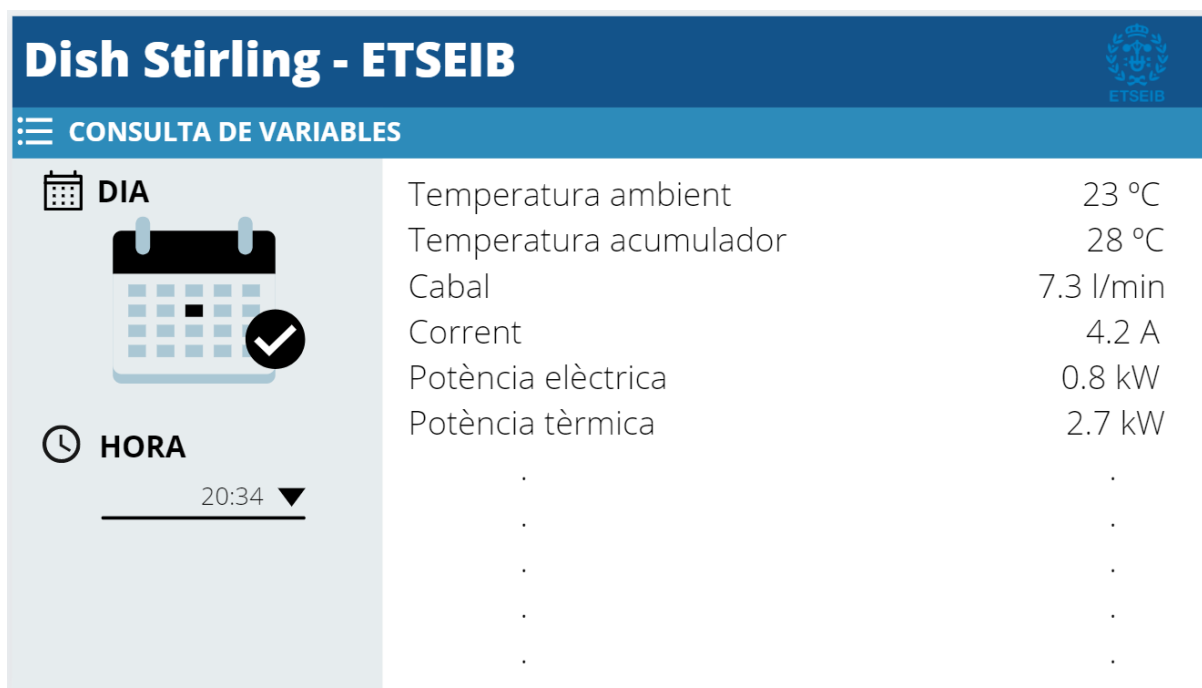 Dish Stirling - ETSEIB
ETSEIB
CONSULTA DE VARIABLES
DIA
HORA
20:34
Temperatura ambient 23 ºC
Temperatura acumulador 28 ºC
Cabal 7.3 l/min
Corrent 4.2 A
Potència elèctrica 0.8 kW
Potència tèrmica 2.7 kW
. .
. .
. .
. .
. .